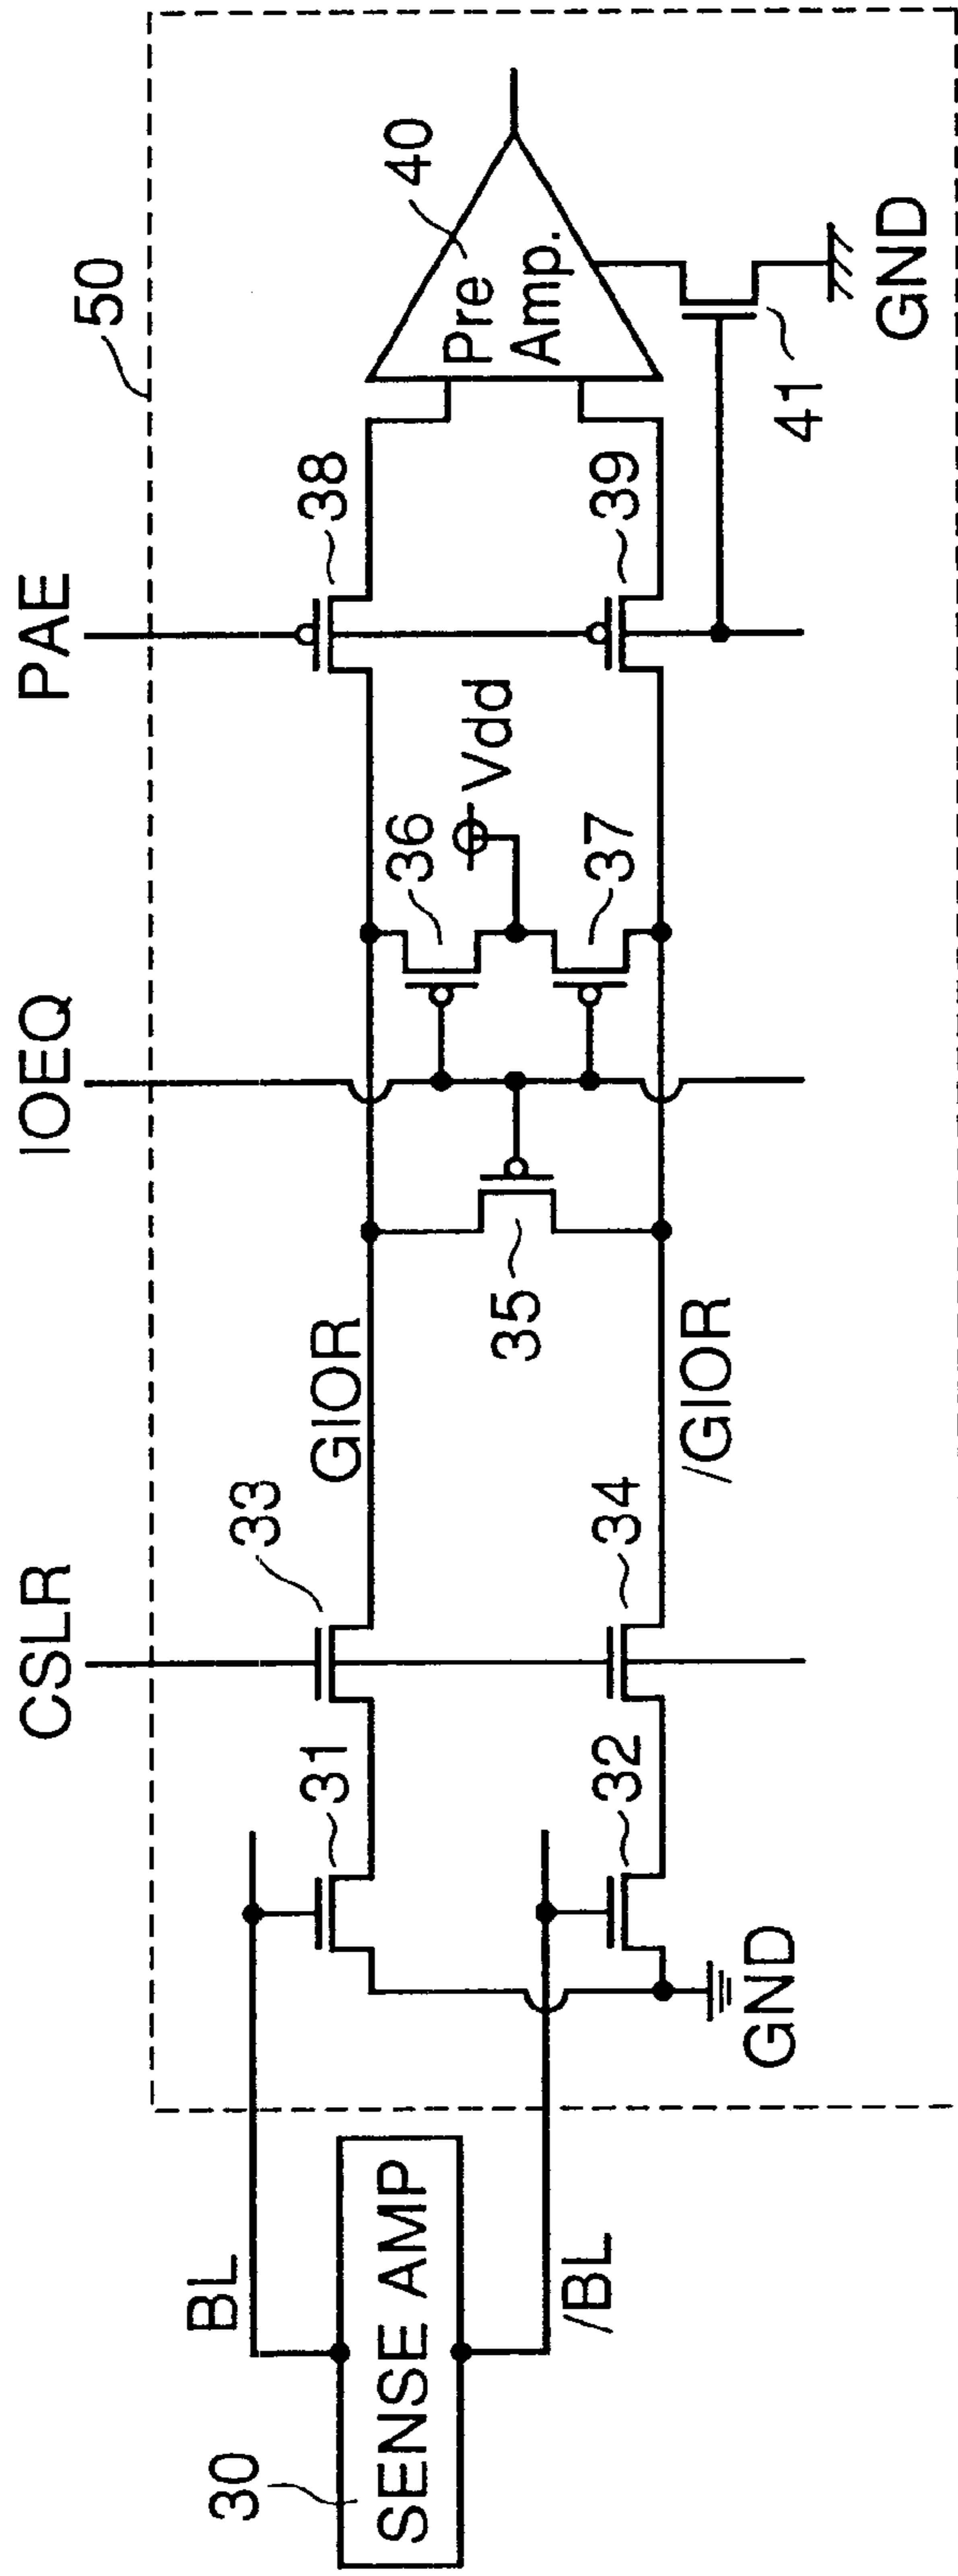 CSLR
IOEQ
PAE
50
BL
31
33
GIOR
36
Vdd
38
40
Pre
Amp.
30
SENSE AMP
/BL
32
34
35
37
39
/GIOR
41
GND
GND